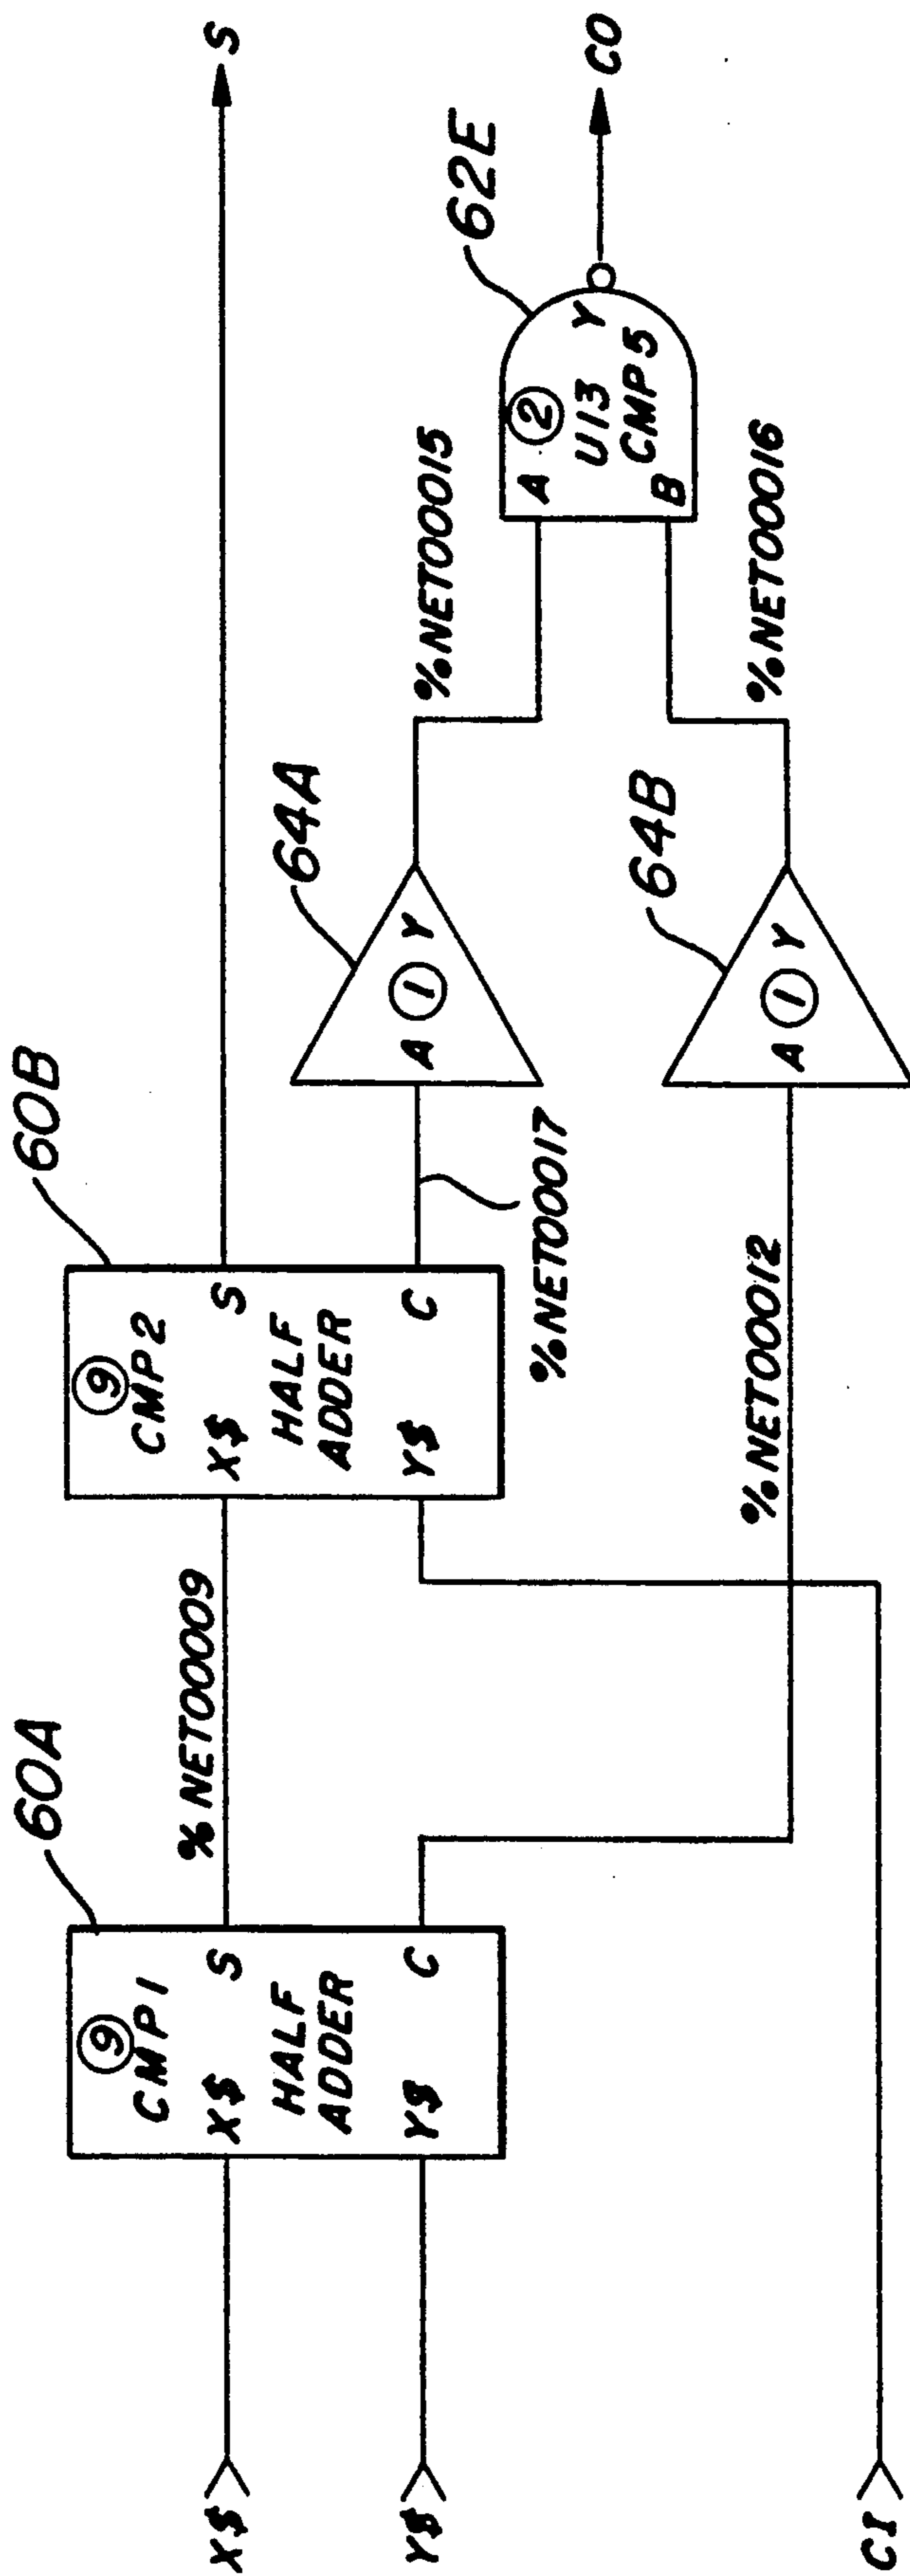 X$
Y$
CI
60A
9
CMP1
X$ S
HALF
ADDER
Y$ C
%NET00009
60B
9
CMP2
X$ S
HALF
ADDER
Y$ C
%NET00017
%NET00012
64A
A 1 Y
64B
A 1 Y
%NET00015
%NET00016
62E
A 2
U13 Y
CMP5
B
S
CO